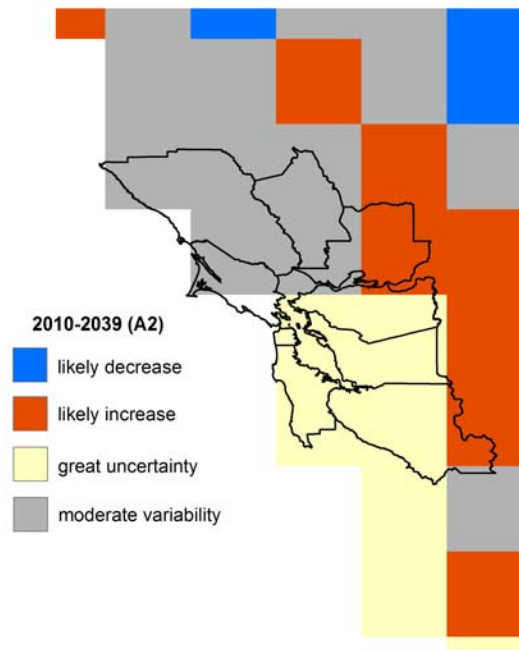 2010-2039 (A2)
likely decrease
likely increase
great uncertainty
moderate variability